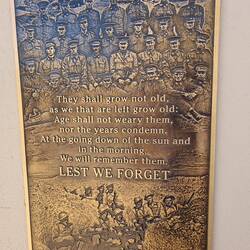 They shall grow not old,
as we that are left grow old:
Age shall not weary them,
nor the years condemn.
At the going down of the sun and
in the morning,
We will remember them.
LEST WE FORGET